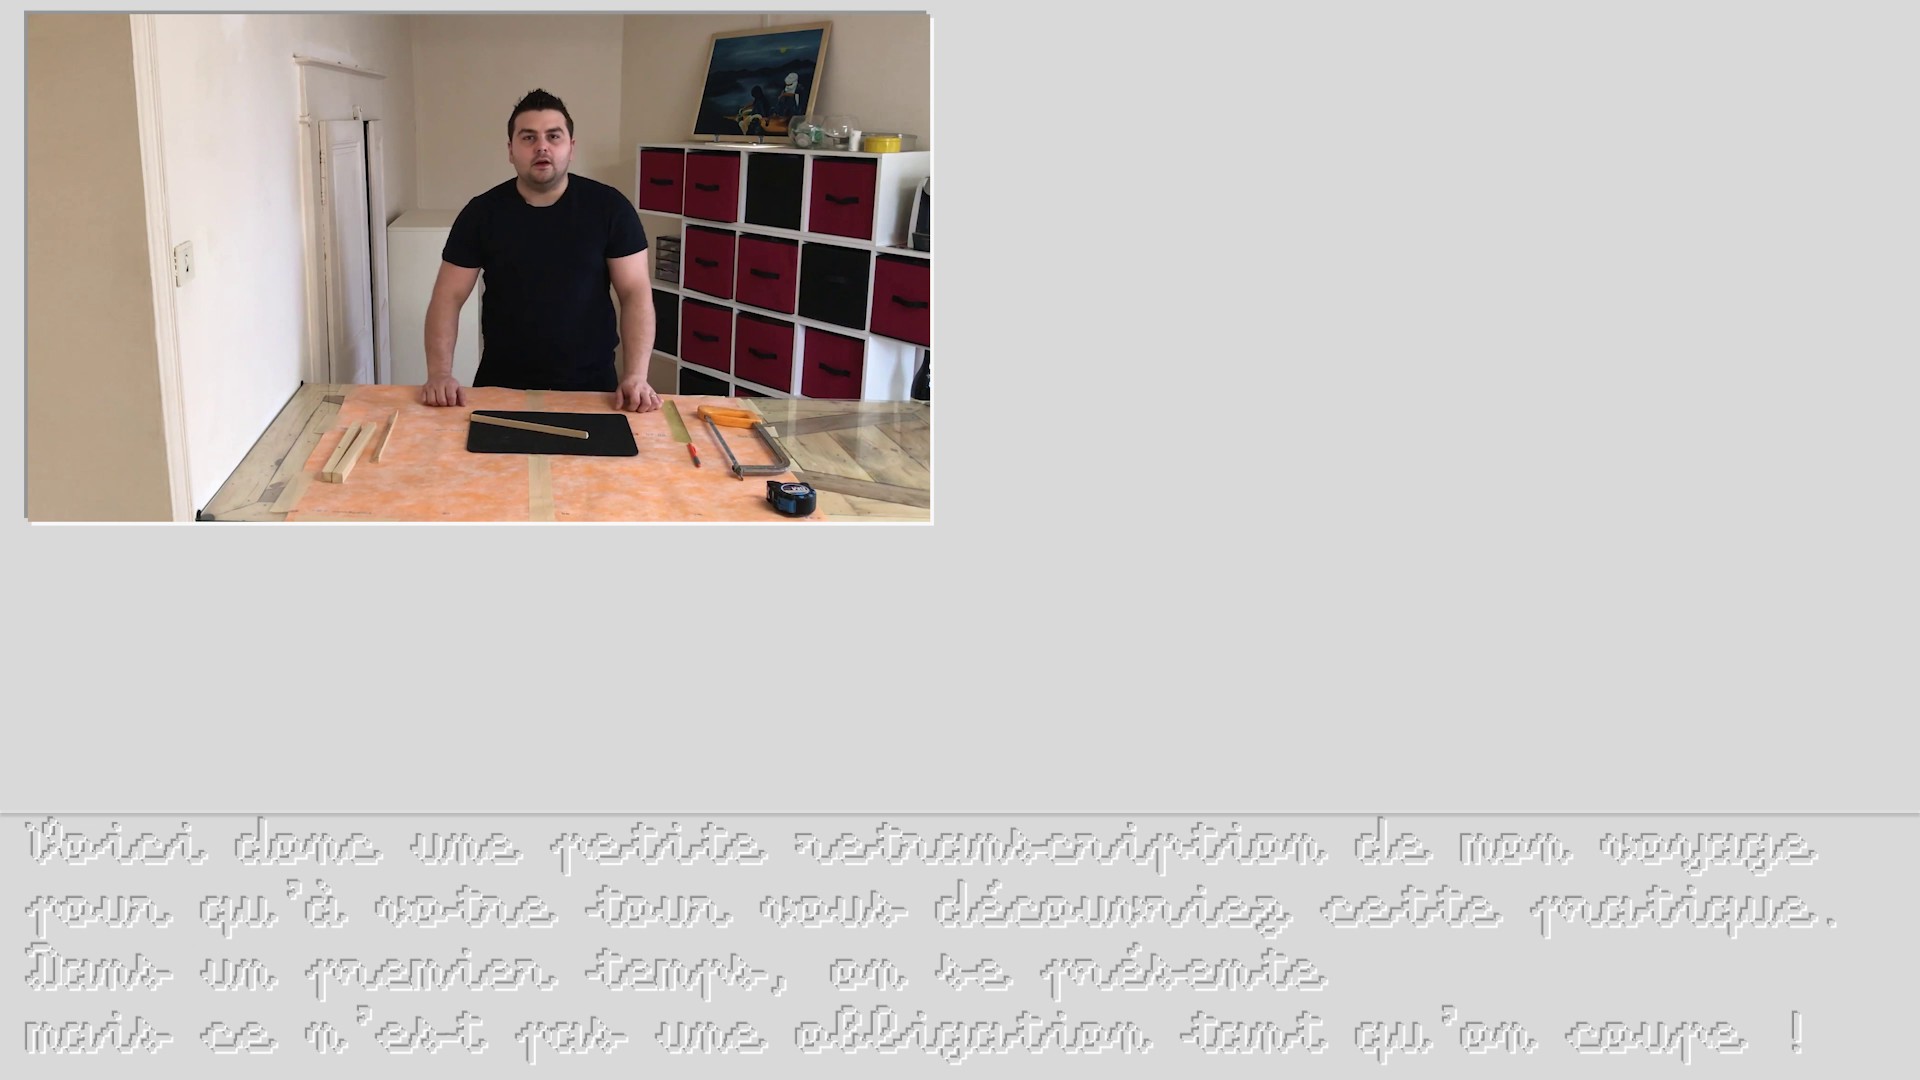 Voici donc une petite retranscription de mon voyage
pour qu'à votre tour vous découvriez cette pratique.
Dans un premier temps, on se présente
mais ce n'est pas une obligation tant qu'on coupe !